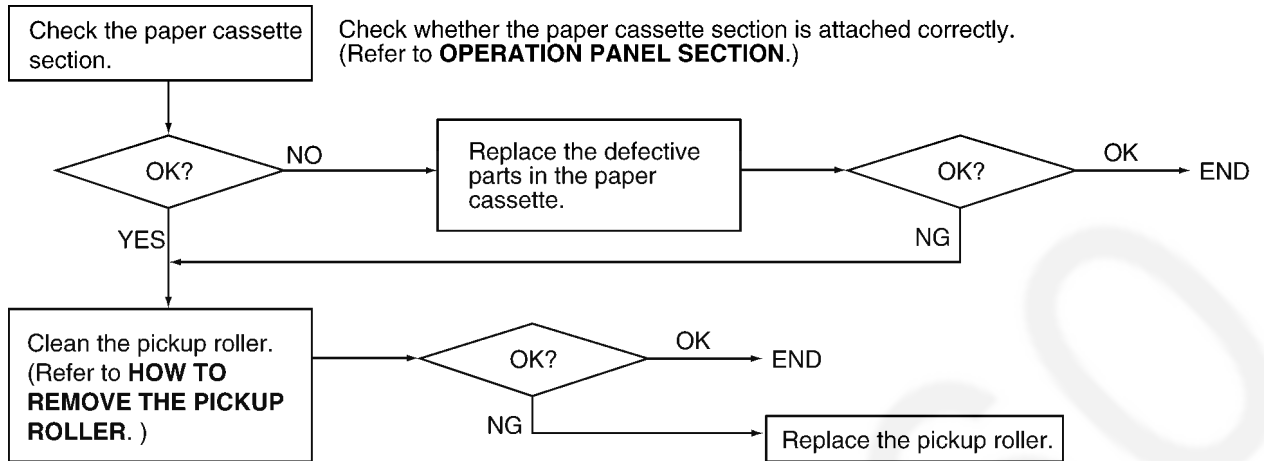 Check the paper cassette
section.
Check whether the paper cassette section is attached correctly.
(Refer to OPERATION PANEL SECTION.)
OK?
NO
Replace the defective
parts in the paper
cassette.
OK?
OK
END
YES
NG
Clean the pickup roller.
(Refer to HOW TO
REMOVE THE PICKUP
ROLLER. )
OK?
OK
END
NG
Replace the pickup roller.